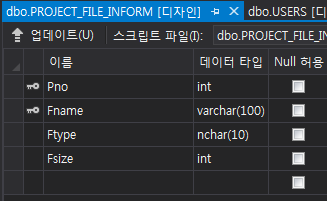 dbo.PROJECT_FILE_INFORM [디자인] dbo.USERS [디
업데이트(U) 스크립트 파일(I): dbo.PROJECT_FILE_IN
이름 데이터 타입 Null 허용
Pno int
Fname varchar(100)
Ftype nchar(10)
Fsize int